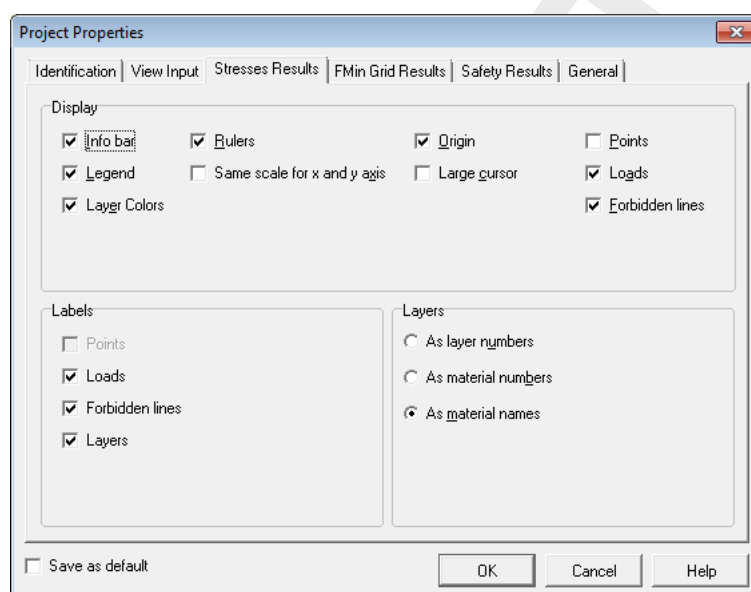 Project Properties
Identification View Input Stresses Results FMin Grid Results Safety Results General
Display
Info bar Rulers Origin Points
Legend Same scale for x and y axis Large cursor Loads
Layer Colors Forbidden lines
Labels Layers
Points As layer numbers
Loads As material numbers
Forbidden lines As material names
Layers
Save as default OK Cancel Help